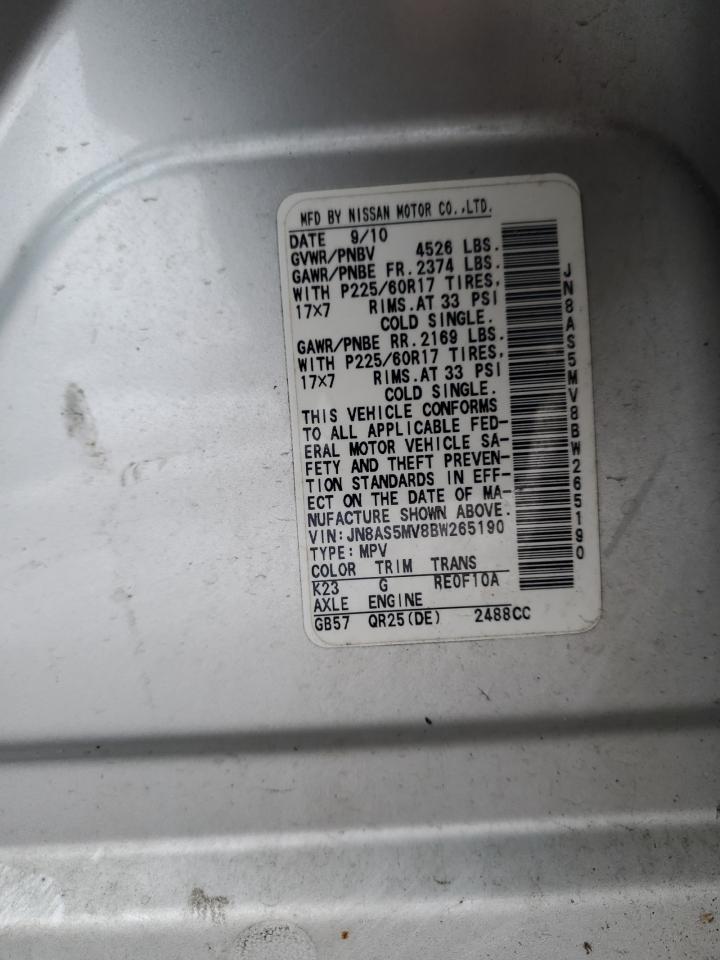 MFD BY NISSAN MOTOR CO.,LTD.
DATE 9/10
GVWR/PNBV 4526 LBS.
GAWR/PNBE FR. 2374 LBS.
WITH P225/60R17 TIRES,
17X7 RIMS.AT 33 PSI
COLD SINGLE.
GAWR/PNBE RR. 2169 LBS.
WITH P225/60R17 TIRES,
17X7 RIMS.AT 33 PSI
COLD SINGLE.
THIS VEHICLE CONFORMS
TO ALL APPLICABLE FED-
ERAL MOTOR VEHICLE SA-
FETY AND THEFT PREVEN-
TION STANDARDS IN EFF-
ECT ON THE DATE OF MA-
NUFACTURE SHOWN ABOVE.
VIN: JN8AS5MV8BW265190
TYPE: MPV
COLOR TRIM TRANS
K23 G RE0F10A
AXLE ENGINE
GB57 QR25(DE) 2488CC
JN8AS5MV8BW265190